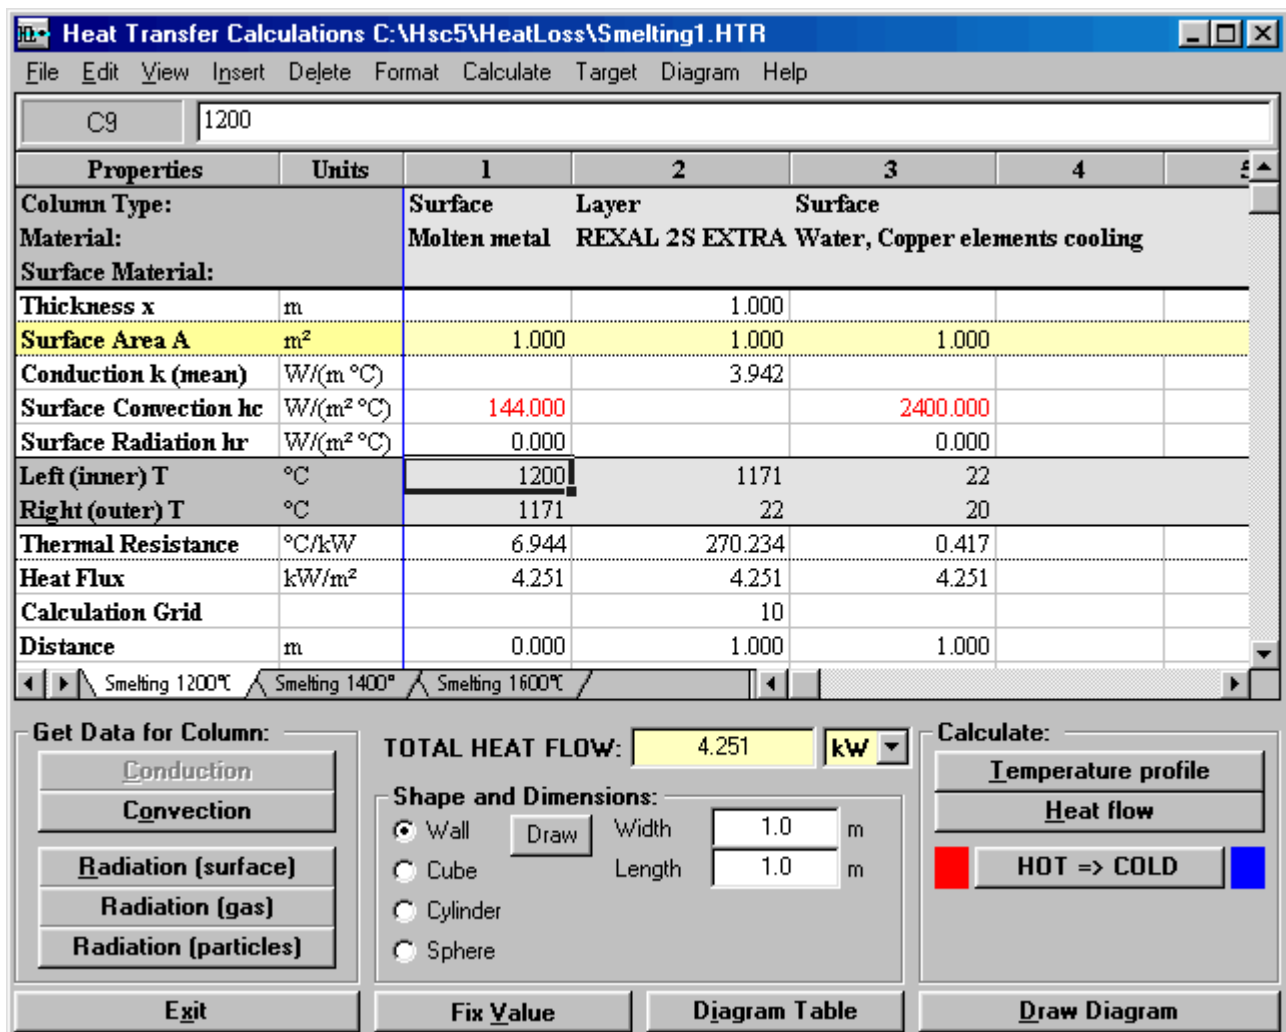 Heat Transfer Calculations C:\Hsc5\HeatLoss\Smelting1.HTR
File Edit View Insert Delete Format Calculate Target Diagram Help
C9 1200
Properties Units 1 2 3 4
Column Type: Surface Layer Surface
Material: Molten metal REXAL 2S EXTRA Water, Copper elements cooling
Surface Material:
Thickness x m 1.000
Surface Area A m² 1.000 1.000 1.000
Conduction k (mean) W/(m °C) 3.942
Surface Convection hc W/(m² °C) 144.000 2400.000
Surface Radiation hr W/(m² °C) 0.000 0.000
Left (inner) T °C 1200 1171 22
Right (outer) T °C 1171 22 20
Thermal Resistance °C/kW 6.944 270.234 0.417
Heat Flux kW/m² 4.251 4.251 4.251
Calculation Grid 10
Distance m 0.000 1.000 1.000
Smelting 1200°C Smelting 1400° Smelting 1600°C
Get Data for Column:
Conduction
Convection
Radiation (surface)
Radiation (gas)
Radiation (particles)
TOTAL HEAT FLOW: 4.251 kW
Shape and Dimensions:
Wall Draw Width 1.0 m
Cube Length 1.0 m
Cylinder
Sphere
Calculate:
Temperature profile
Heat flow
HOT => COLD
Exit Fix Value Diagram Table Draw Diagram